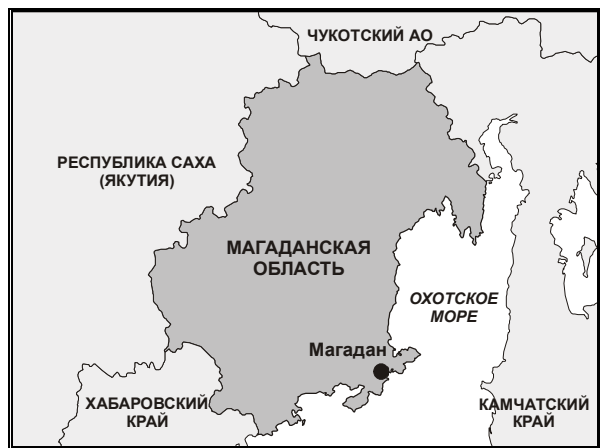 ЧУКОТСКИЙ АО
РЕСПУБЛИКА САХА
(ЯКУТИЯ)
МАГАДАНСКАЯ
ОБЛАСТЬ
ОХОТСКОЕ
МОРЕ
Магадан
ХАБАРОВСКИЙ
КРАЙ
КАМЧАТСКИЙ
КРАЙ